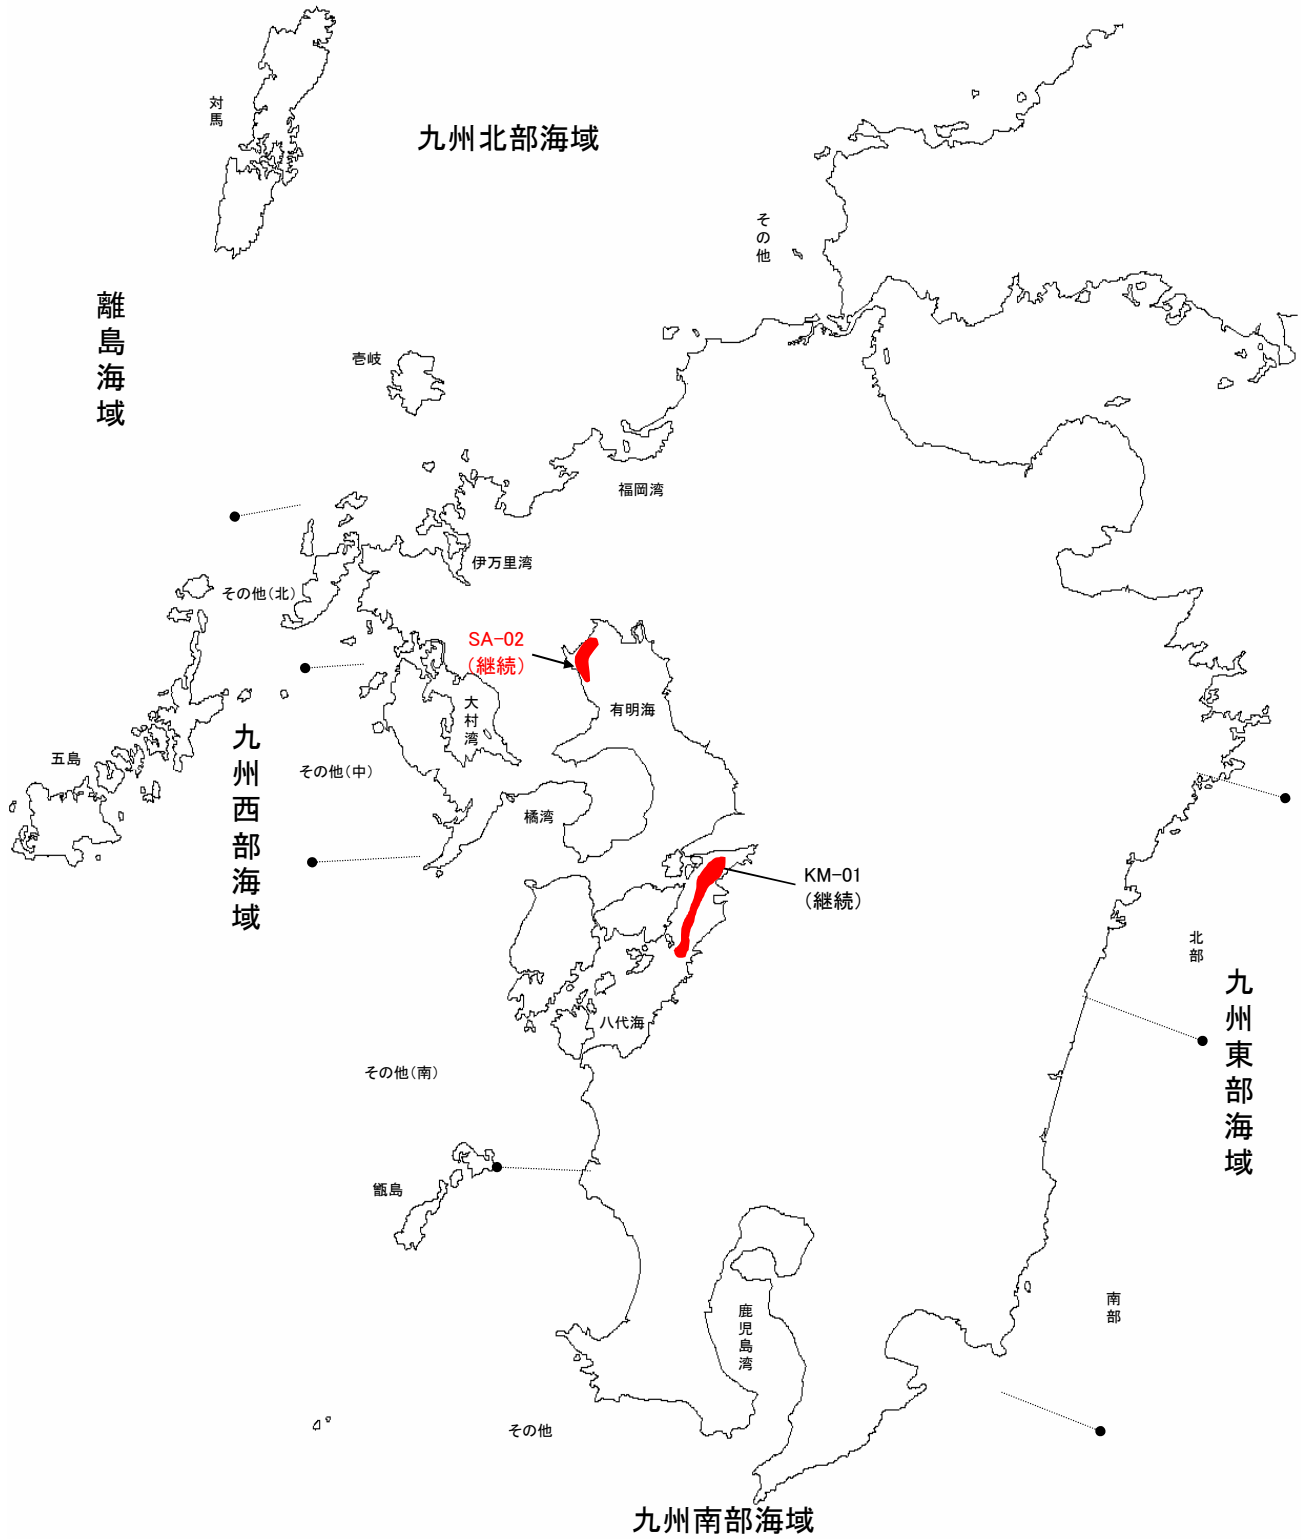 対馬
九州北部海域
その他
離島海域
壱岐
福岡湾
伊万里湾
その他(北)
SA-02
(継続)
大村湾
有明海
五島
九州西部海域
その他(中)
橘湾
KM-01
(継続)
北部
九州東部海域
八代海
その他(南)
甑島
南部
鹿児島湾
その他
九州南部海域